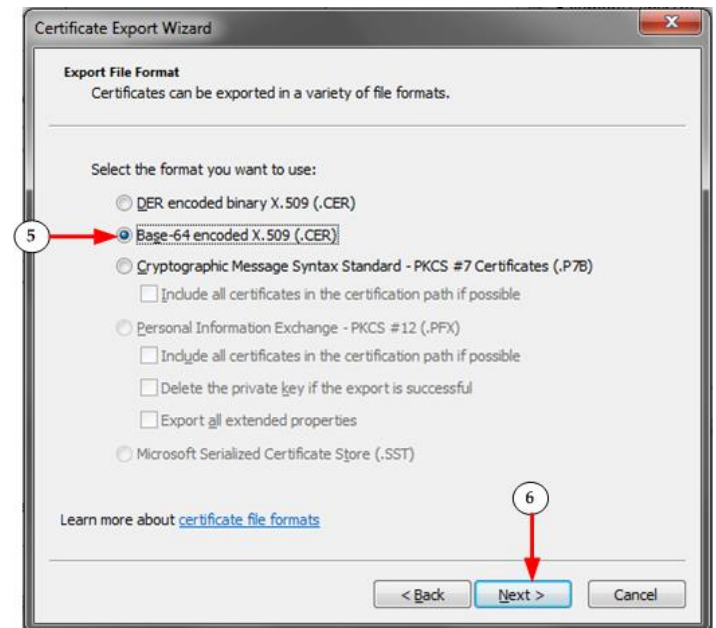 Certificate Export Wizard
Export File Format
Certificates can be exported in a variety of file formats.
Select the format you want to use:
DER encoded binary X.509 (.CER)
5
Base-64 encoded X.509 (.CER)
Cryptographic Message Syntax Standard - PKCS #7 Certificates (.P7B)
Include all certificates in the certification path if possible
Personal Information Exchange - PKCS #12 (.PFX)
Include all certificates in the certification path if possible
Delete the private key if the export is successful
Export all extended properties
Microsoft Serialized Certificate Store (.SST)
6
Learn more about certificate file formats
< Back Next > Cancel